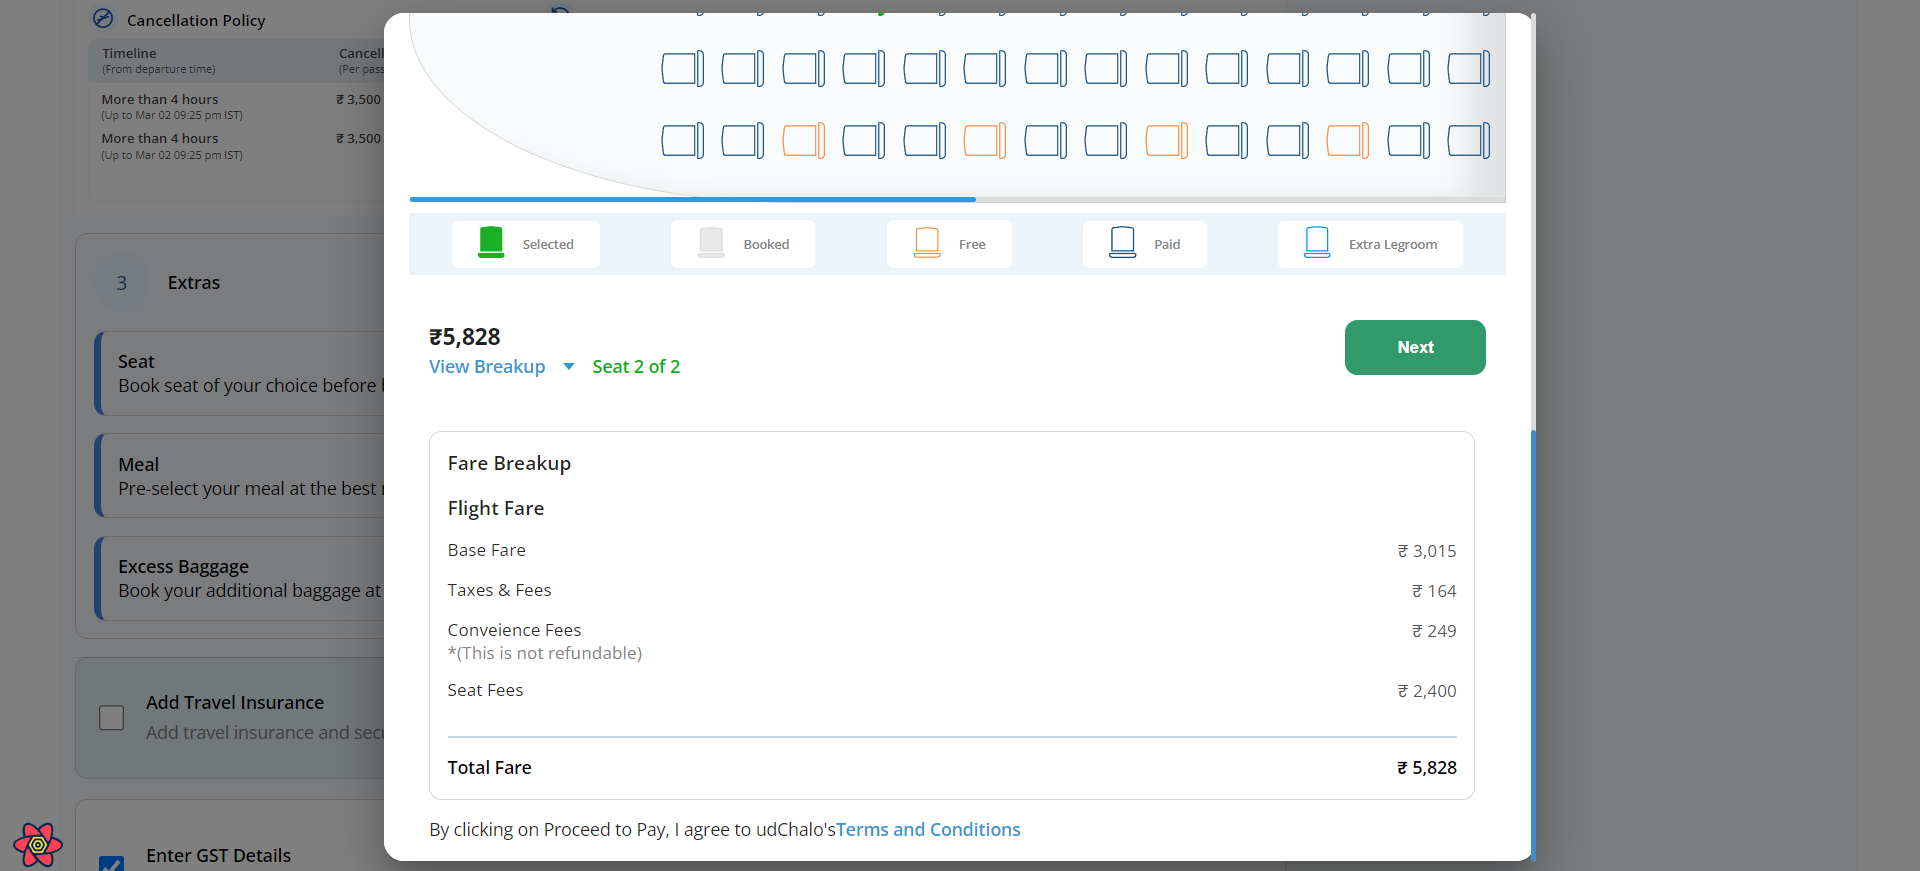 Cancellation Policy
Timeline
(From departure time)
Cancell
(Per pass
More than 4 hours
₹ 3,500
(Up to Mar 02 09:25 pm IST)
More than 4 hours
₹ 3,500
(Up to Mar 02 09:25 pm IST)
3
Extras
Seat
Book seat of your choice before
Meal
Pre-select your meal at the best
Excess Baggage
Book your additional baggage at
Add Travel Insurance
Add travel insurance and secu
Enter GST Details
Selected
Booked
Free
Paid
Extra Legroom
₹5,828
View Breakup
Seat 2 of 2
Next
Fare Breakup
Flight Fare
Base Fare
₹ 3,015
Taxes & Fees
₹ 164
Conveience Fees
₹ 249
*(This is not refundable)
Seat Fees
₹ 2,400
Total Fare
₹ 5,828
By clicking on Proceed to Pay, I agree to udChalo'sTerms and Conditions